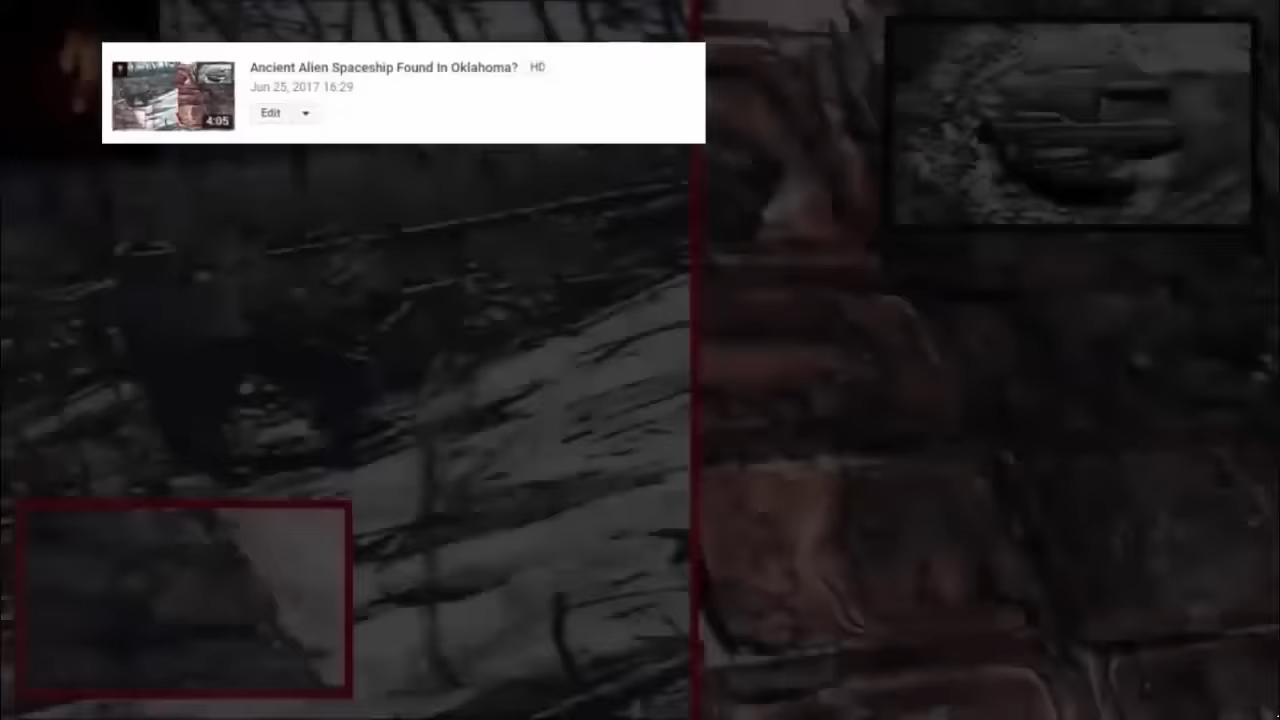 Ancient Alien Spaceship Found In Oklahoma? HD
Jun 25, 2017 16:29
4:05
Edit